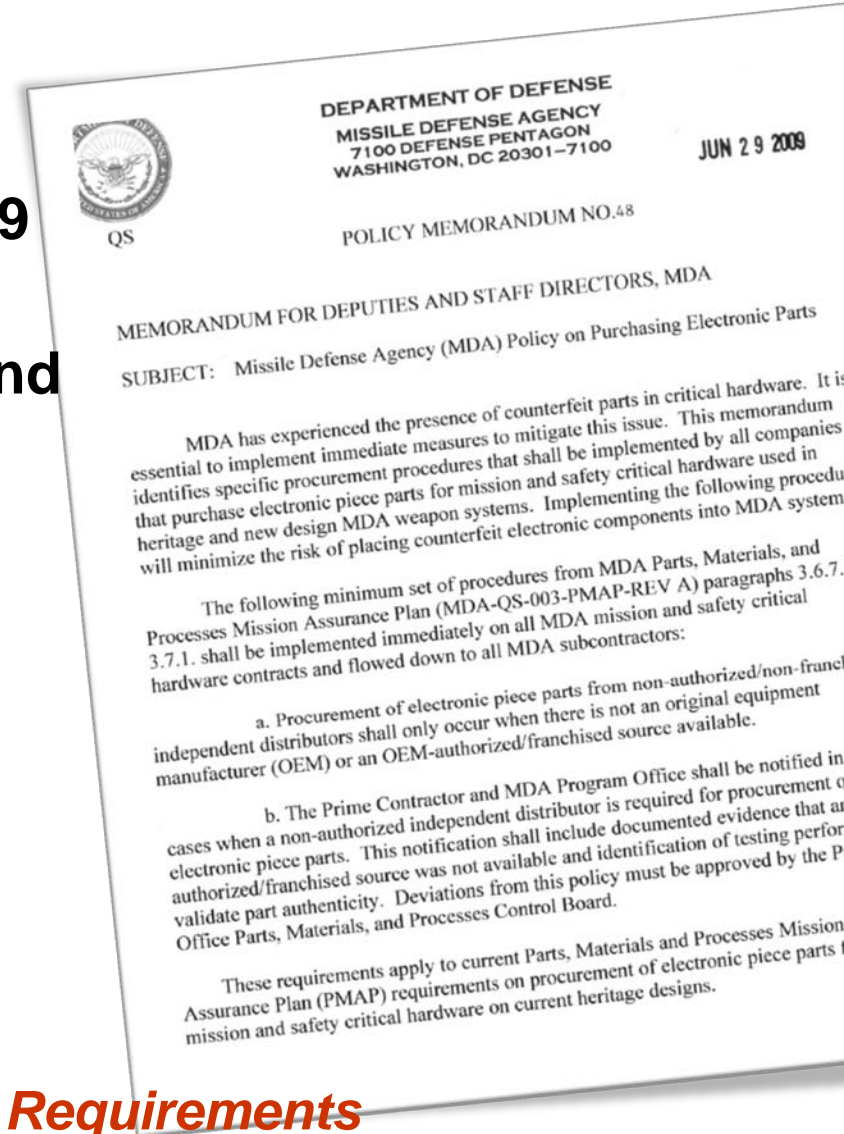 9
nd
DEPARTMENT OF DEFENSE
MISSILE DEFENSE AGENCY
7100 DEFENSE PENTAGON
WASHINGTON, DC 20301–7100
JUN 29 2009
QS
POLICY MEMORANDUM NO.48
MEMORANDUM FOR DEPUTIES AND STAFF DIRECTORS, MDA
SUBJECT: Missile Defense Agency (MDA) Policy on Purchasing Electronic Parts
MDA has experienced the presence of counterfeit parts in critical hardware. It is
essential to implement immediate measures to mitigate this issue. This memorandum
identifies specific procurement procedures that shall be implemented by all companies
that purchase electronic piece parts for mission and safety critical hardware used in
heritage and new design MDA weapon systems. Implementing the following procedu
will minimize the risk of placing counterfeit electronic components into MDA system
The following minimum set of procedures from MDA Parts, Materials, and
Processes Mission Assurance Plan (MDA-QS-003-PMAP-REV A) paragraphs 3.6.7.
3.7.1. shall be implemented immediately on all MDA mission and safety critical
hardware contracts and flowed down to all MDA subcontractors:
a. Procurement of electronic piece parts from non-authorized/non-franch
independent distributors shall only occur when there is not an original equipment
manufacturer (OEM) or an OEM-authorized/franchised source available.
b. The Prime Contractor and MDA Program Office shall be notified in
cases when a non-authorized independent distributor is required for procurement o
electronic piece parts. This notification shall include documented evidence that an
authorized/franchised source was not available and identification of testing perfor
validate part authenticity. Deviations from this policy must be approved by the P
Office Parts, Materials, and Processes Control Board.
These requirements apply to current Parts, Materials and Processes Mission
Assurance Plan (PMAP) requirements on procurement of electronic piece parts f
mission and safety critical hardware on current heritage designs.
Requirements